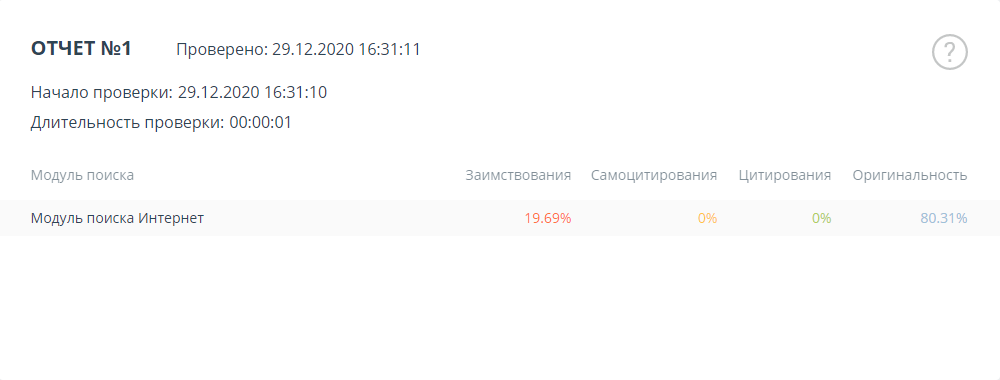 ОТЧЕТ №1 Проверено: 29.12.2020 16:31:11
?
Начало проверки: 29.12.2020 16:31:10
Длительность проверки: 00:00:01
Модуль поиска Заимствования Самоцитирования Цитирования Оригинальность
Модуль поиска Интернет 19.69% 0% 0% 80.31%